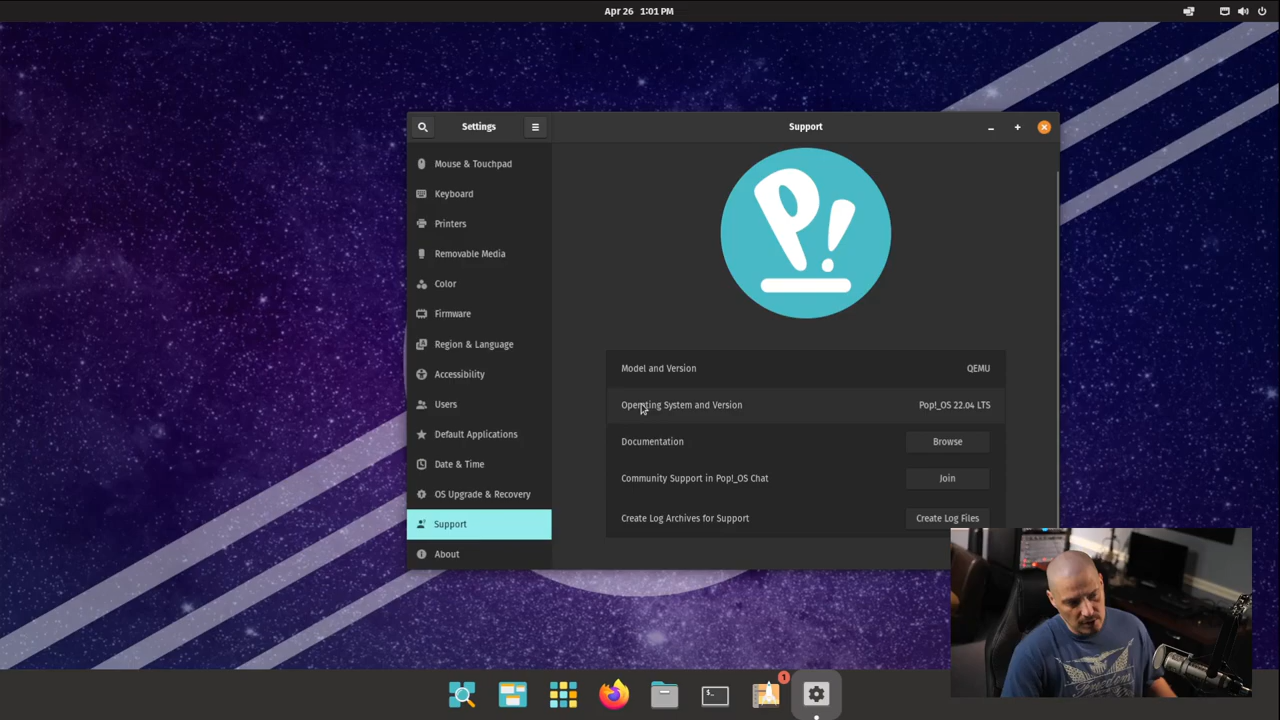 Apr 26 1:01 PM
Settings
Support
Mouse & Touchpad
Keyboard
Printers
Removable Media
Color
Firmware
Region & Language
Accessibility
Users
Default Applications
Date & Time
OS Upgrade & Recovery
Support
About
P!
Model and Version QEMU
Operating System and Version Pop!_OS 22.04 LTS
Documentation Browse
Community Support in Pop!_OS Chat Join
Create Log Archives for Support Create Log Files
$_
1